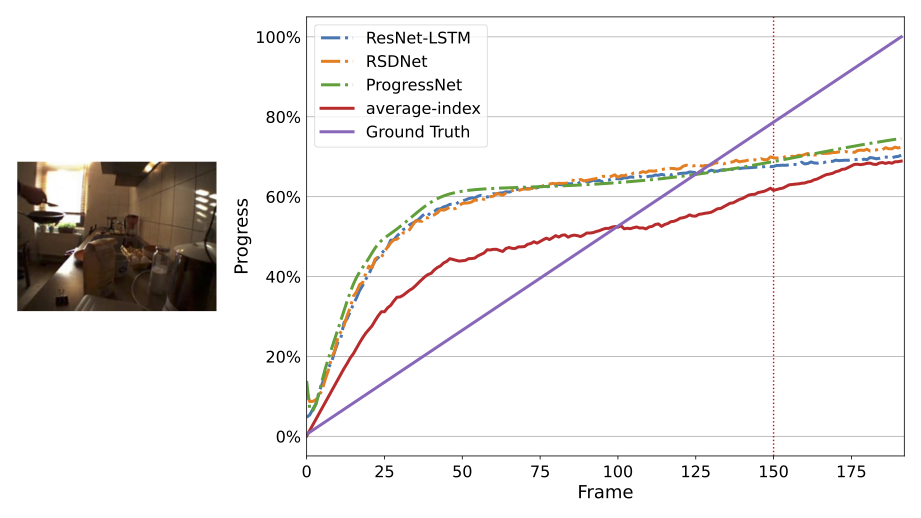 100%
80%
60%
40%
20%
0%
Progress
ResNet-LSTM
RSDNet
ProgressNet
average-index
Ground Truth
0 25 50 75 100 125 150 175
Frame